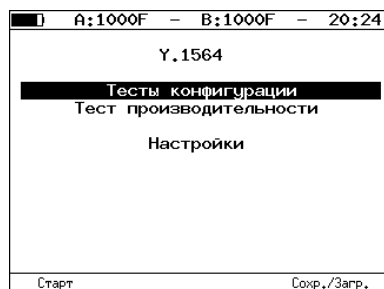 A:1000F – B:1000F – 20:24
Y.1564
Тесты конфигурации
Тест производительности
Настройки
Старт Сохр./Загр.